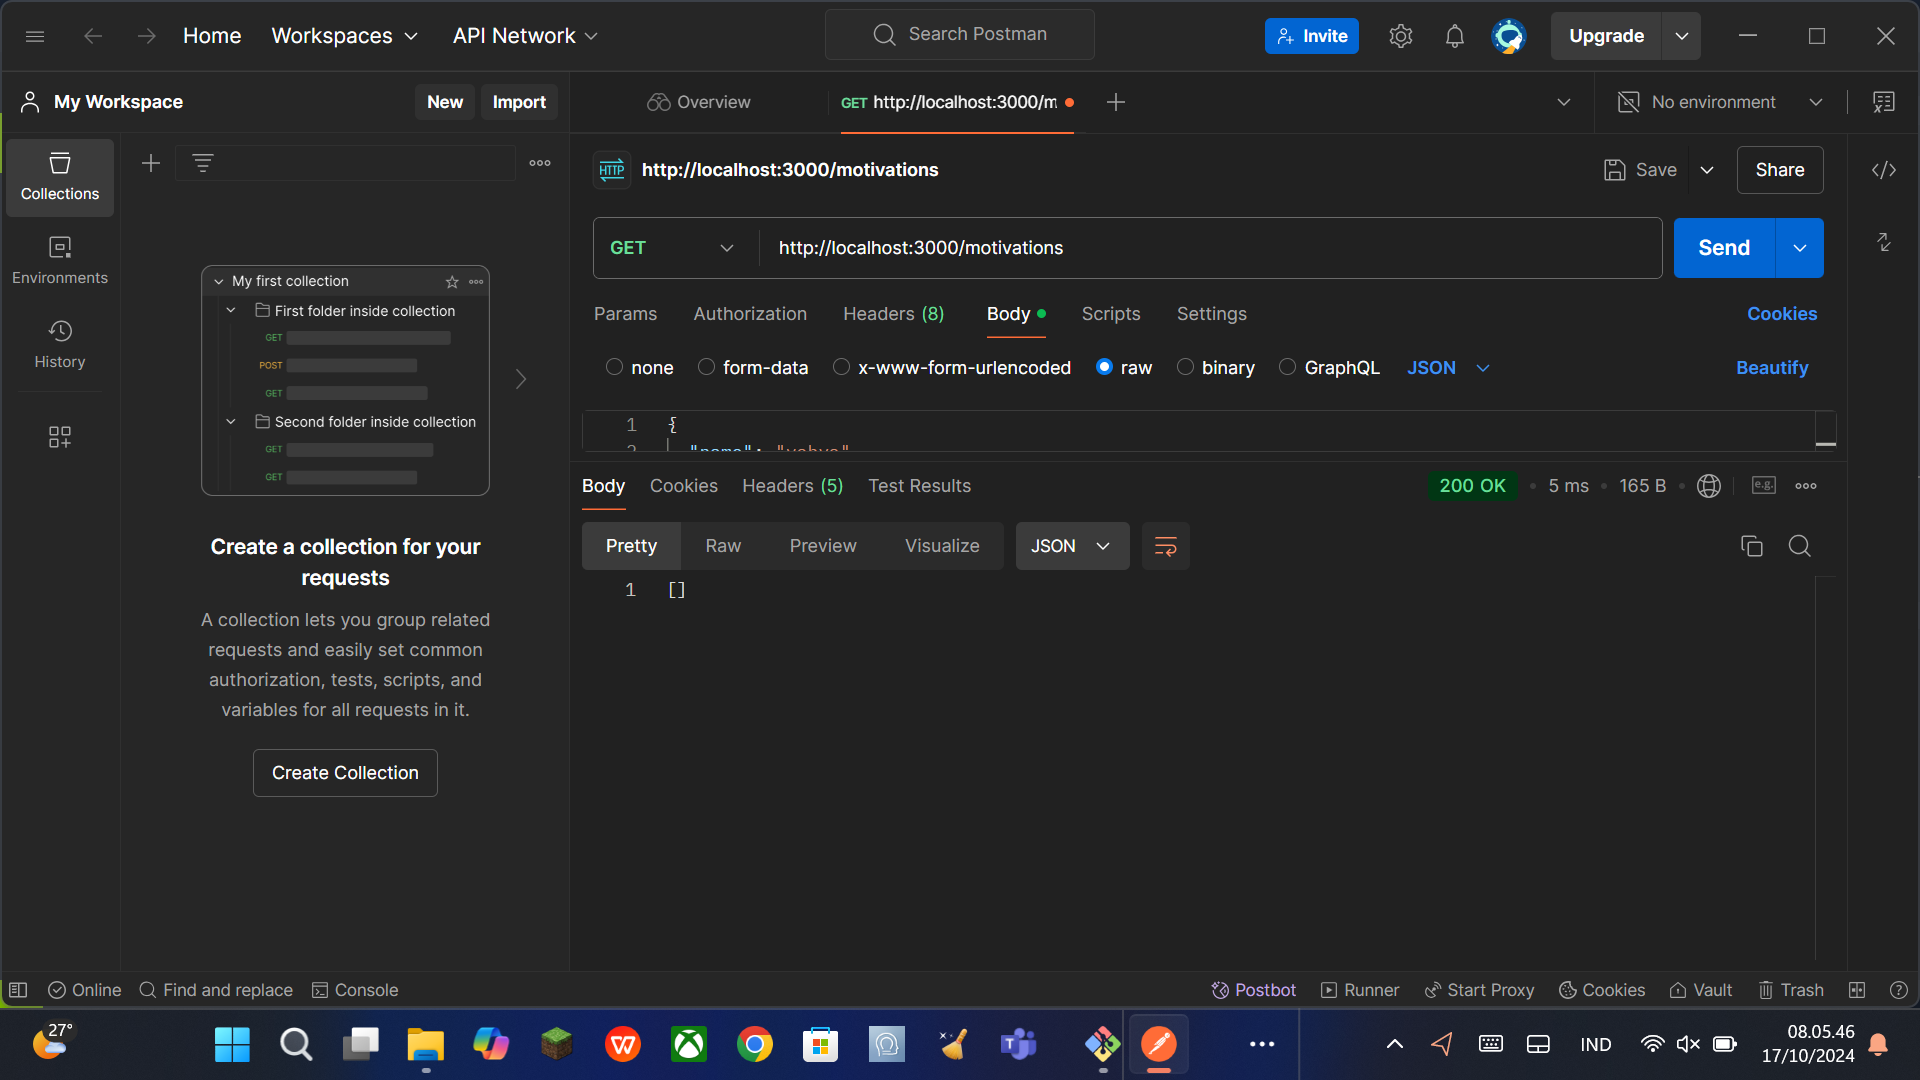 Home
Workspaces
API Network
Search Postman
Invite
Upgrade
My Workspace
New
Import
Overview
GET http://localhost:3000/m
No environment
Collections
Environments
History
My first collection
First folder inside collection
GET
POST
GET
Second folder inside collection
GET
GET
Create a collection for your
requests
A collection lets you group related
requests and easily set common
authorization, tests, scripts, and
variables for all requests in it.
Create Collection
HTTP
http://localhost:3000/motivations
Save
Share
GET
http://localhost:3000/motivations
Send
Params
Authorization
Headers (8)
Body
Scripts
Settings
Cookies
none
form-data
x-www-form-urlencoded
raw
binary
GraphQL
JSON
Beautify
1 {
2 "name": "yahya"
Body
Cookies
Headers (5)
Test Results
200 OK
5 ms
165 B
e.g.
Pretty
Raw
Preview
Visualize
JSON
1 []
Online
Find and replace
Console
Postbot
Runner
Start Proxy
Cookies
Vault
Trash
27°
IND
08.05.46
17/10/2024